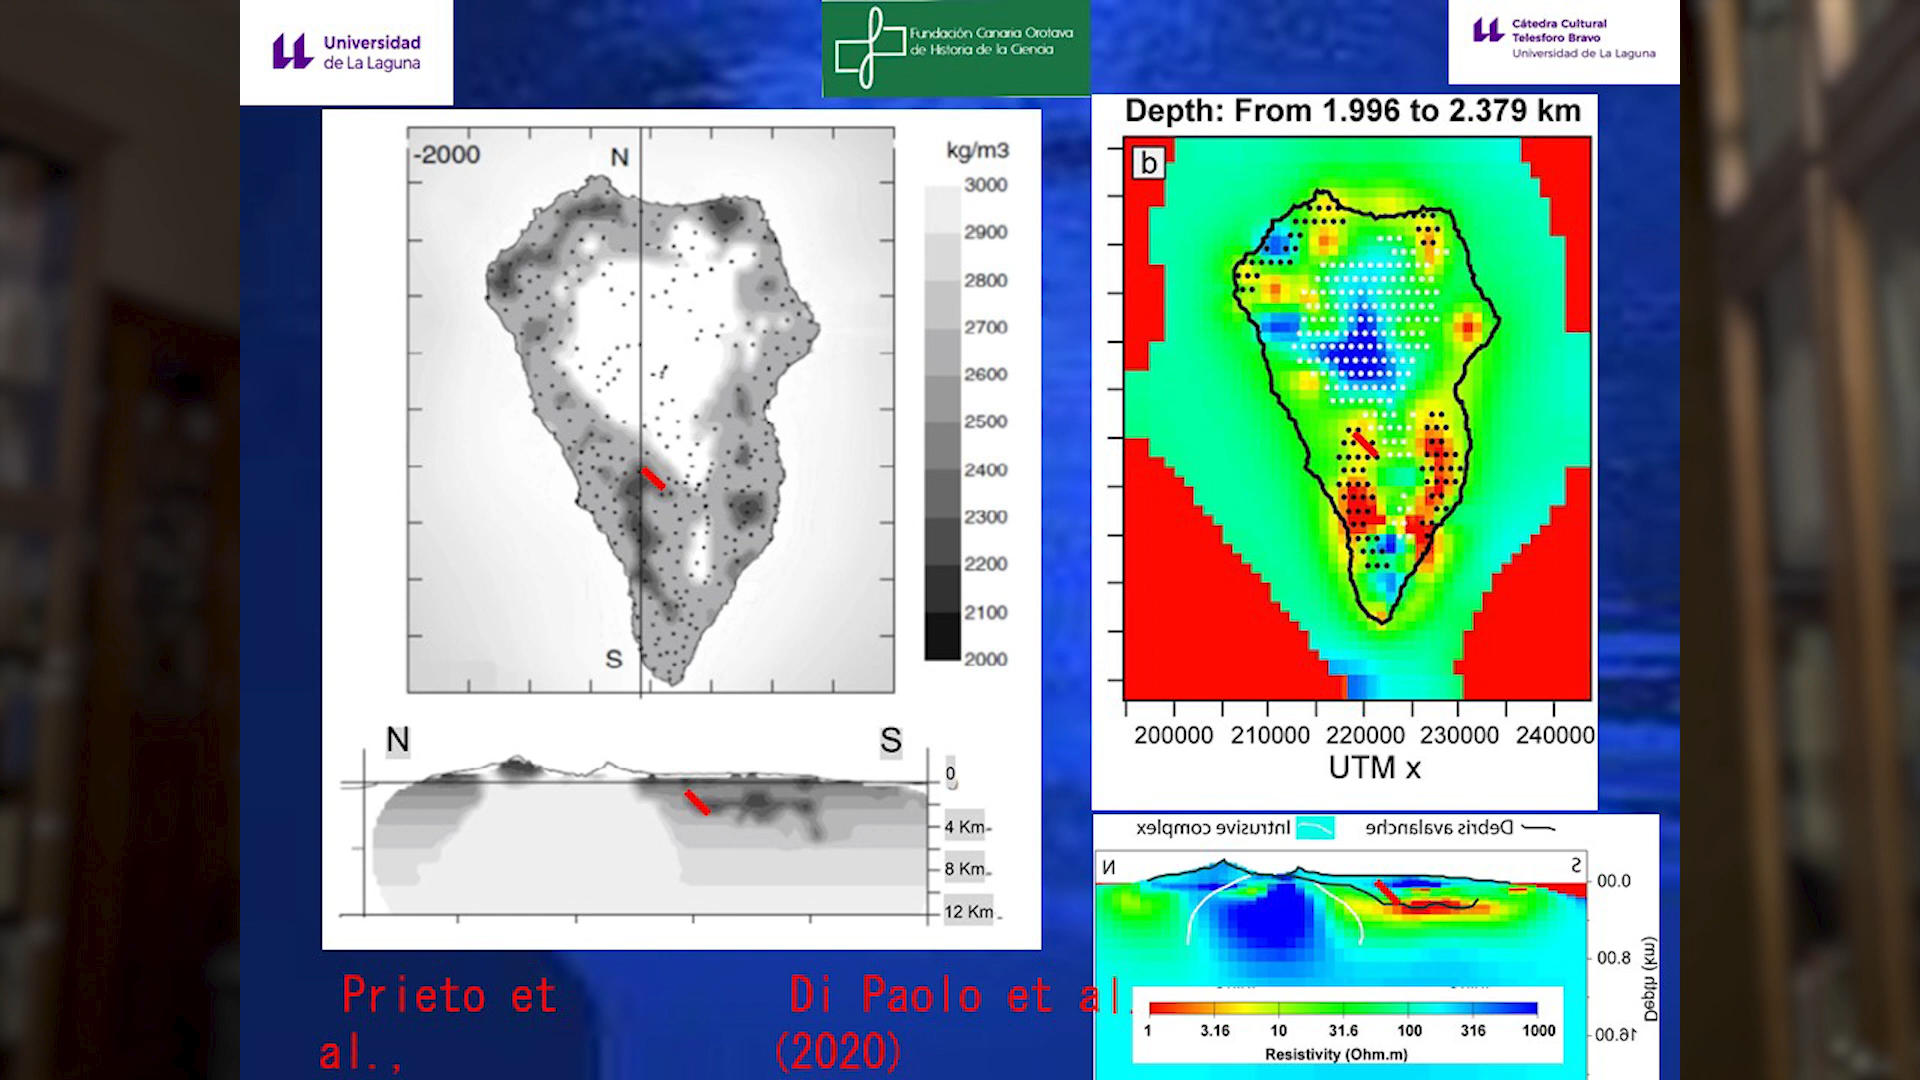 Universidad
de La Laguna
Fundación Canaria Orotava
de Historia de la Ciencia
Cátedra Cultural
Telesforo Bravo
Universidad de La Laguna
-2000
N
S
kg/m3
3000
2900
2800
2700
2600
2500
2400
2300
2200
2100
2000
N
S
0
4 Km
8 Km
12 Km
Depth: From 1.996 to 2.379 km
b
200000 210000 220000 230000 240000
UTM x
Intrusive complex
Debris avalanche
N
S
0.00
8.00
16.00
Depth (km)
1 3.16 10 31.6 100 316 1000
Resistivity (Ohm.m)
Prieto et
al.,
Di Paolo et al.
(2020)